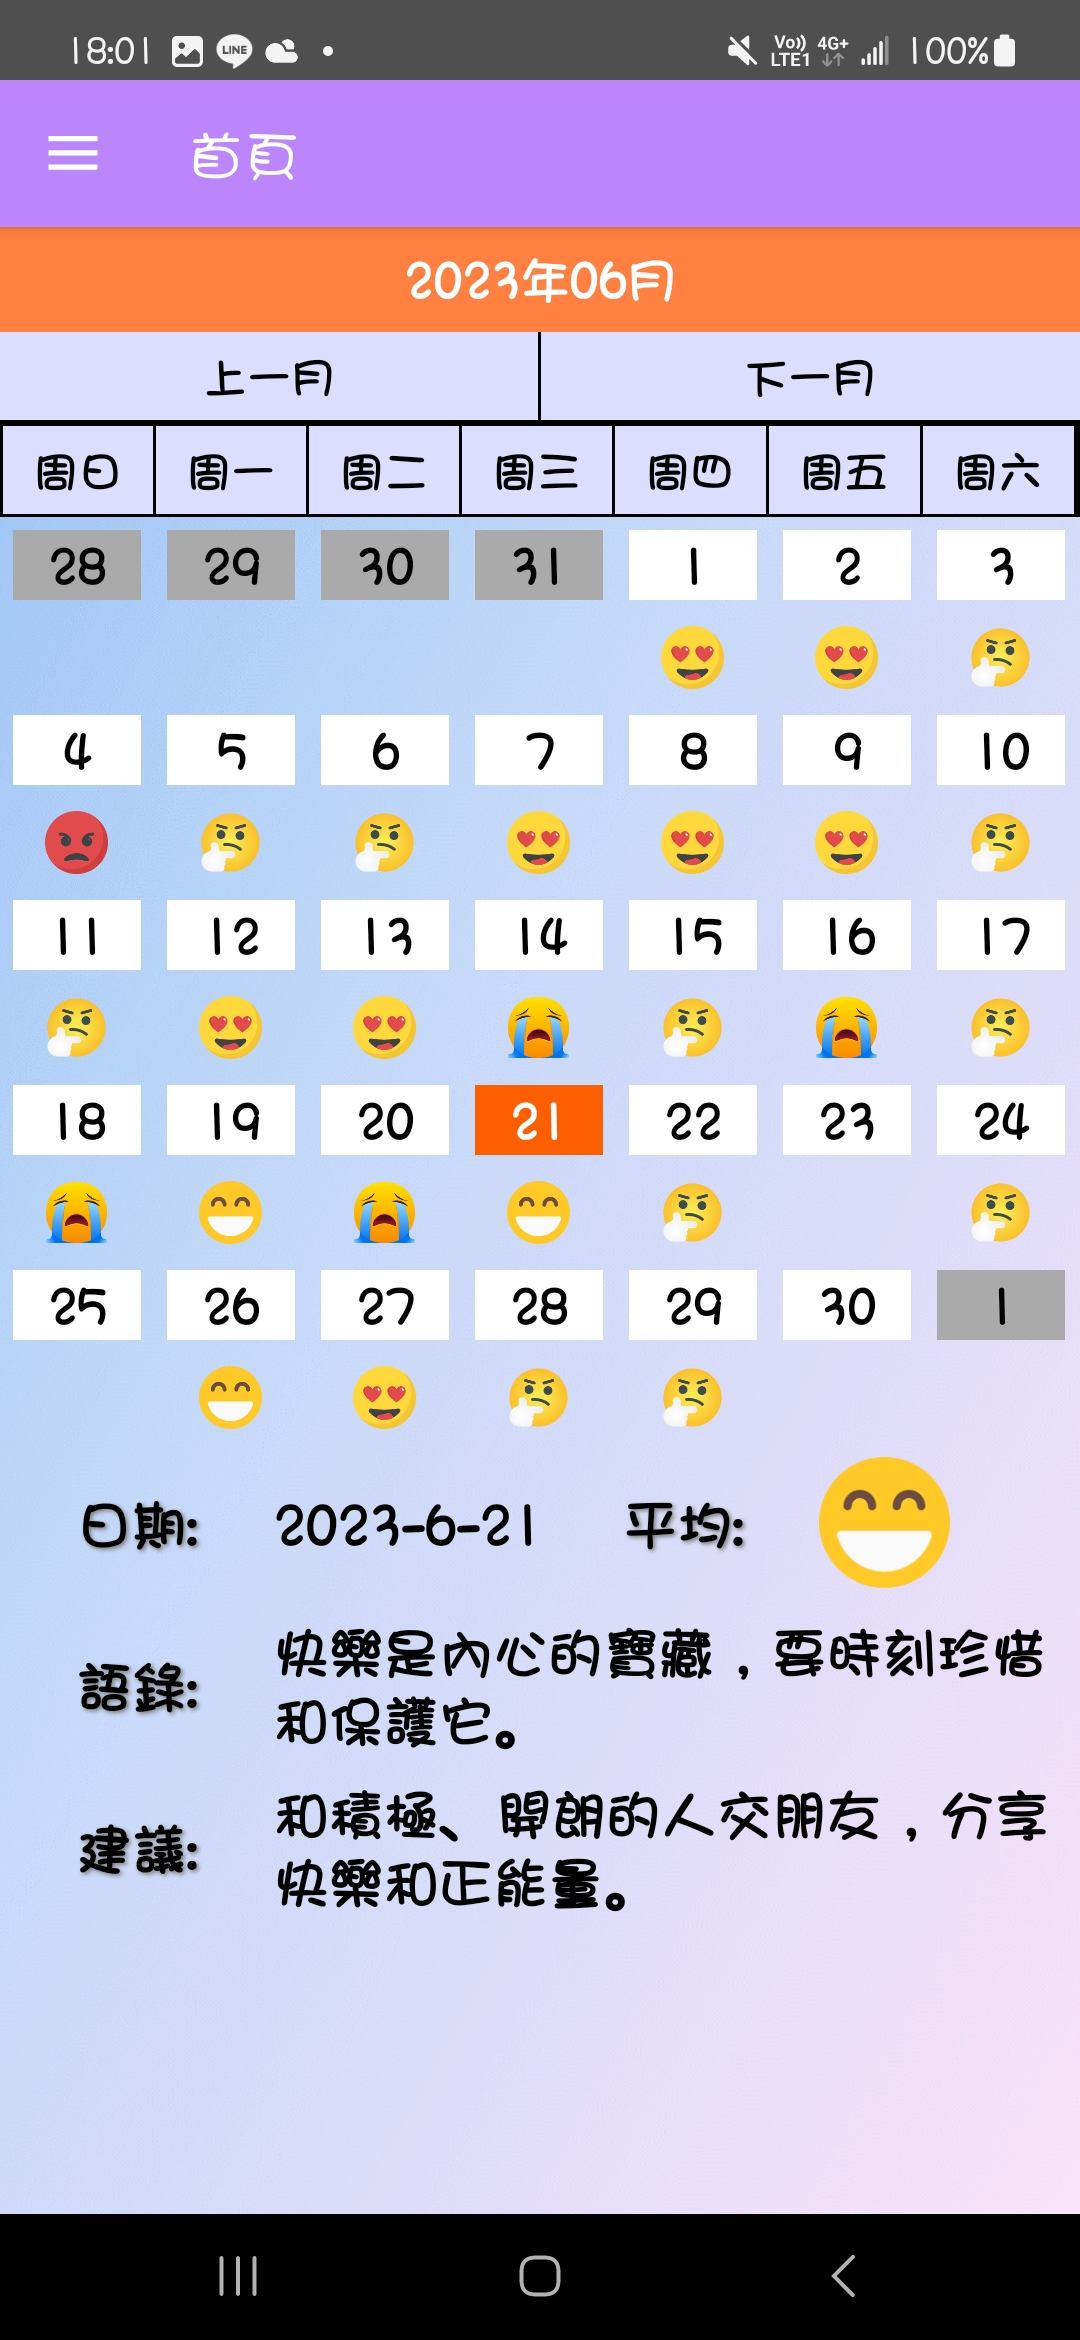 18:01 LINE Vo)) LTE1 4G+ 100%
首頁
2023年06月
上一月 下一月
周日 周一 周二 周三 周四 周五 周六
28 29 30 31 1 2 3
4 5 6 7 8 9 10
11 12 13 14 15 16 17
18 19 20 21 22 23 24
25 26 27 28 29 30 1
日期: 2023-6-21 平均:
語錄: 快樂是內心的寶藏，要時刻珍惜
和保護它。
建議: 和積極、開朗的人交朋友，分享
快樂和正能量。